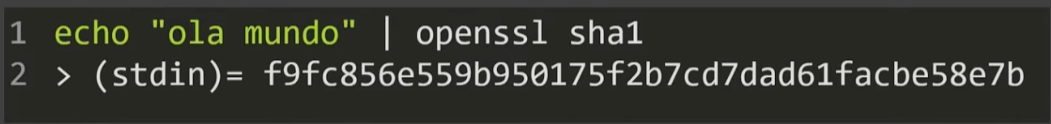 1 echo "ola mundo" | openssl sha1
2 > (stdin)= f9fc856e559b950175f2b7cd7dad61facbe58e7b